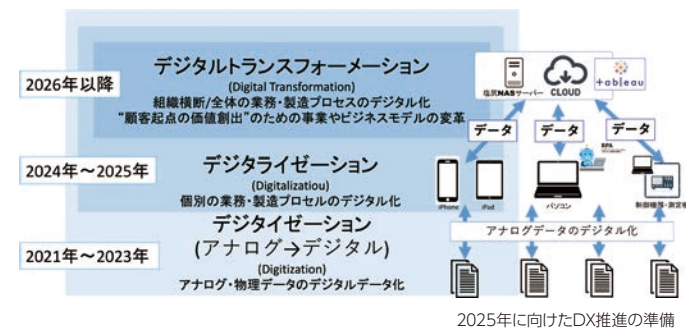 2026年以降
デジタルトランスフォーメーション
(Digital Transformation)
組織横断/全体の業務・製造プロセスのデジタル化
“顧客起点の価値創出”のための事業やビジネスモデルの変革
塩尻NASサーバー
CLOUD
+ableau
データ
データ
データ
2024年～2025年
デジタライゼーション
(Digitalizatiou)
個別の業務・製造プロセルのデジタル化
iPhone
iPad
パソコン
RPA
制御機器・測定機
2021年～2023年
デジタイゼーション
(アナログ→デジタル)
(Digitization)
アナログ・物理データのデジタルデータ化
アナログデータのデジタル化
2025年に向けたDX推進の準備